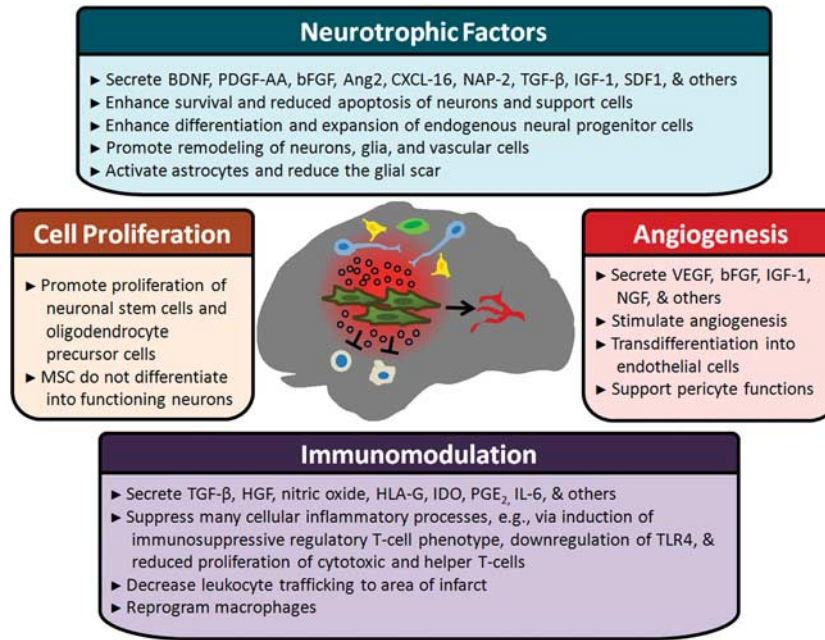 Neurotrophic Factors
▸ Secrete BDNF, PDGF-AA, bFGF, Ang2, CXCL-16, NAP-2, TGF-β, IGF-1, SDF1, & others
▸ Enhance survival and reduced apoptosis of neurons and support cells
▸ Enhance differentiation and expansion of endogenous neural progenitor cells
▸ Promote remodeling of neurons, glia, and vascular cells
▸ Activate astrocytes and reduce the glial scar
Cell Proliferation
▸ Promote proliferation of
neuronal stem cells and
oligodendrocyte
precursor cells
▸ MSC do not differentiate
into functioning neurons
Angiogenesis
▸ Secrete VEGF, bFGF, IGF-1,
NGF, & others
▸ Stimulate angiogenesis
▸ Transdifferentiation into
endothelial cells
▸ Support pericyte functions
Immunomodulation
▸ Secrete TGF-β, HGF, nitric oxide, HLA-G, IDO, PGE₂, IL-6, & others
▸ Suppress many cellular inflammatory processes, e.g., via induction of
immunosuppressive regulatory T-cell phenotype, downregulation of TLR4, &
reduced proliferation of cytotoxic and helper T-cells
▸ Decrease leukocyte trafficking to area of infarct
▸ Reprogram macrophages